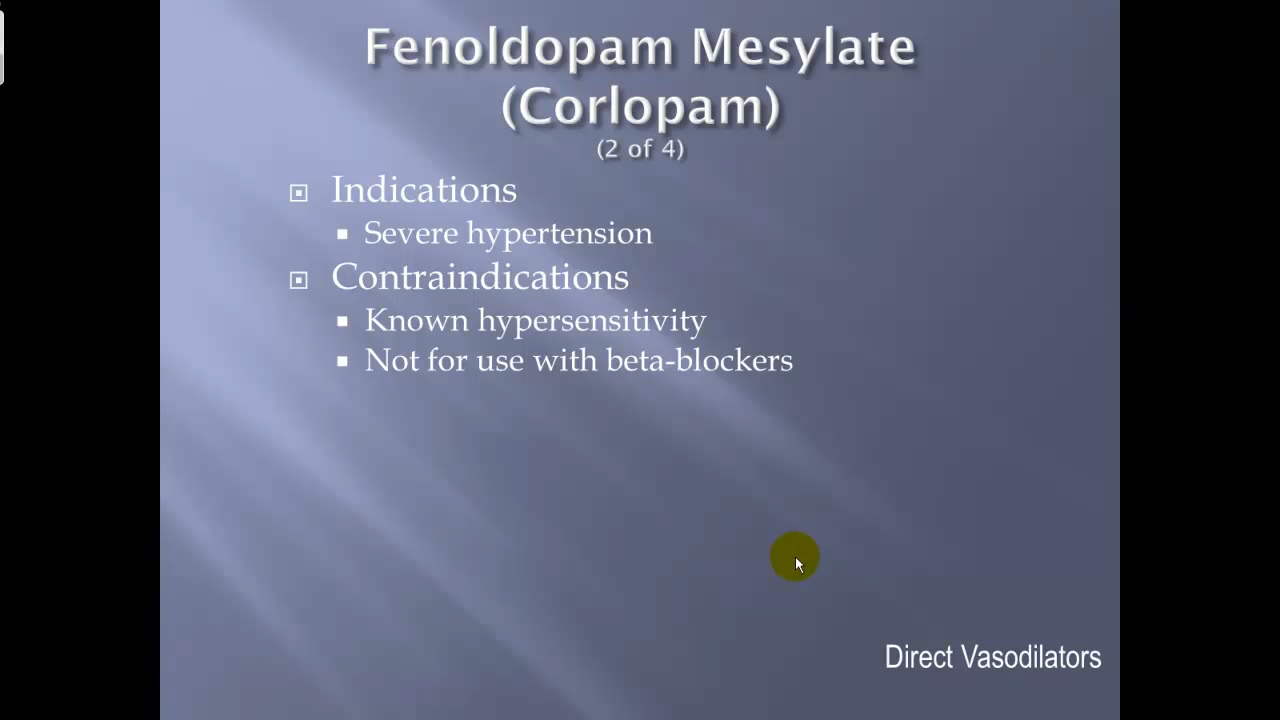 Fenoldopam Mesylate
(Corlopam)
(2 of 4)
Indications
Severe hypertension
Contraindications
Known hypersensitivity
Not for use with beta-blockers
Direct Vasodilators